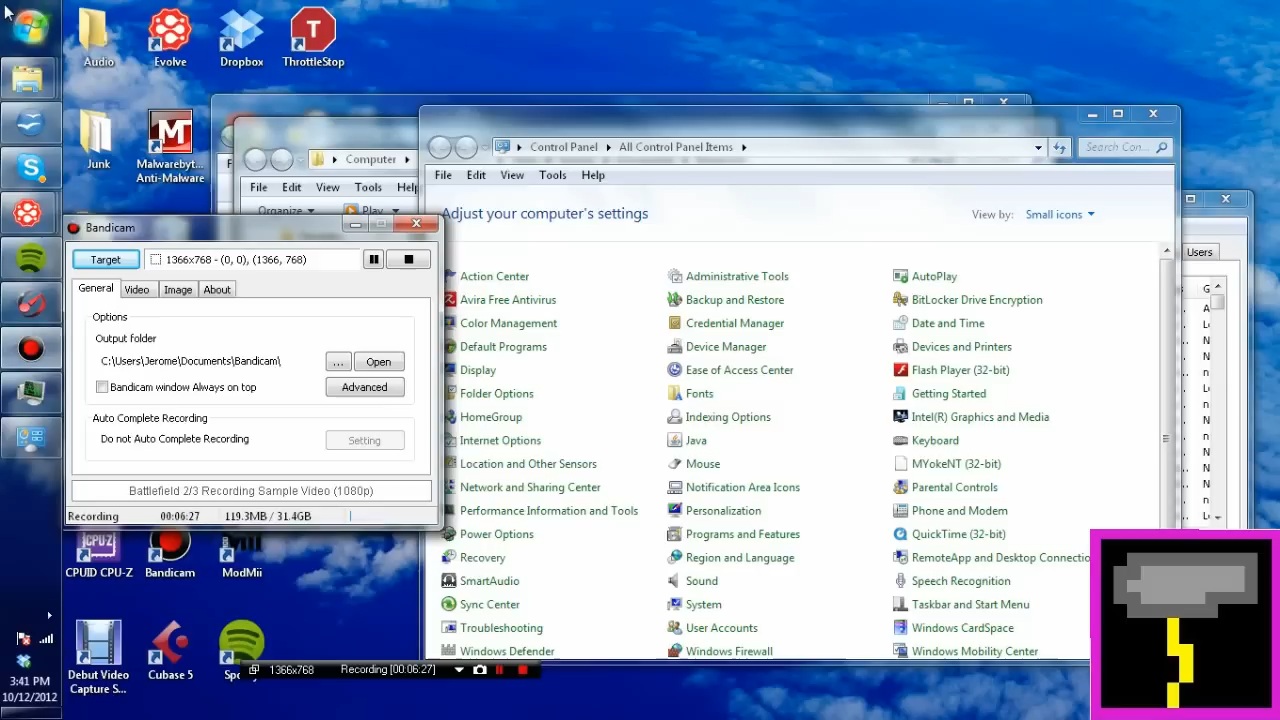 Audio
Evolve
Dropbox
ThrottleStop
Junk
Malwarebyt...
Anti-Malware
Computer
File Edit View Tools Help
Organize
Play
Control Panel
All Control Panel Items
Search Con...
File Edit View Tools Help
Adjust your computer's settings
View by: Small icons
Users
Bandicam
Target
1366x768 - (0, 0), (1366, 768)
General
Video
Image
About
Options
Output folder
C:\Users\Jerome\Documents\Bandicam\
...
Open
Bandicam window Always on top
Advanced
Auto Complete Recording
Do not Auto Complete Recording
Setting
Battlefield 2/3 Recording Sample Video (1080p)
Recording 00:06:27 119.3MB / 31.4GB
Action Center
Administrative Tools
AutoPlay
Avira Free Antivirus
Backup and Restore
BitLocker Drive Encryption
Color Management
Credential Manager
Date and Time
Default Programs
Device Manager
Devices and Printers
Display
Ease of Access Center
Flash Player (32-bit)
Folder Options
Fonts
Getting Started
HomeGroup
Indexing Options
Intel(R) Graphics and Media
Internet Options
Java
Keyboard
Location and Other Sensors
Mouse
MYokeNT (32-bit)
Network and Sharing Center
Notification Area Icons
Parental Controls
Performance Information and Tools
Personalization
Phone and Modem
Power Options
Programs and Features
QuickTime (32-bit)
Recovery
Region and Language
RemoteApp and Desktop Connectio
SmartAudio
Sound
Speech Recognition
Sync Center
System
Taskbar and Start Menu
Troubleshooting
User Accounts
Windows CardSpace
Windows Defender
Windows Firewall
Windows Mobility Center
CPUID CPU-Z
Bandicam
ModMii
Debut Video
Capture S...
Cubase 5
1366x768 Recording [00:06:27]
3:41 PM
10/12/2012